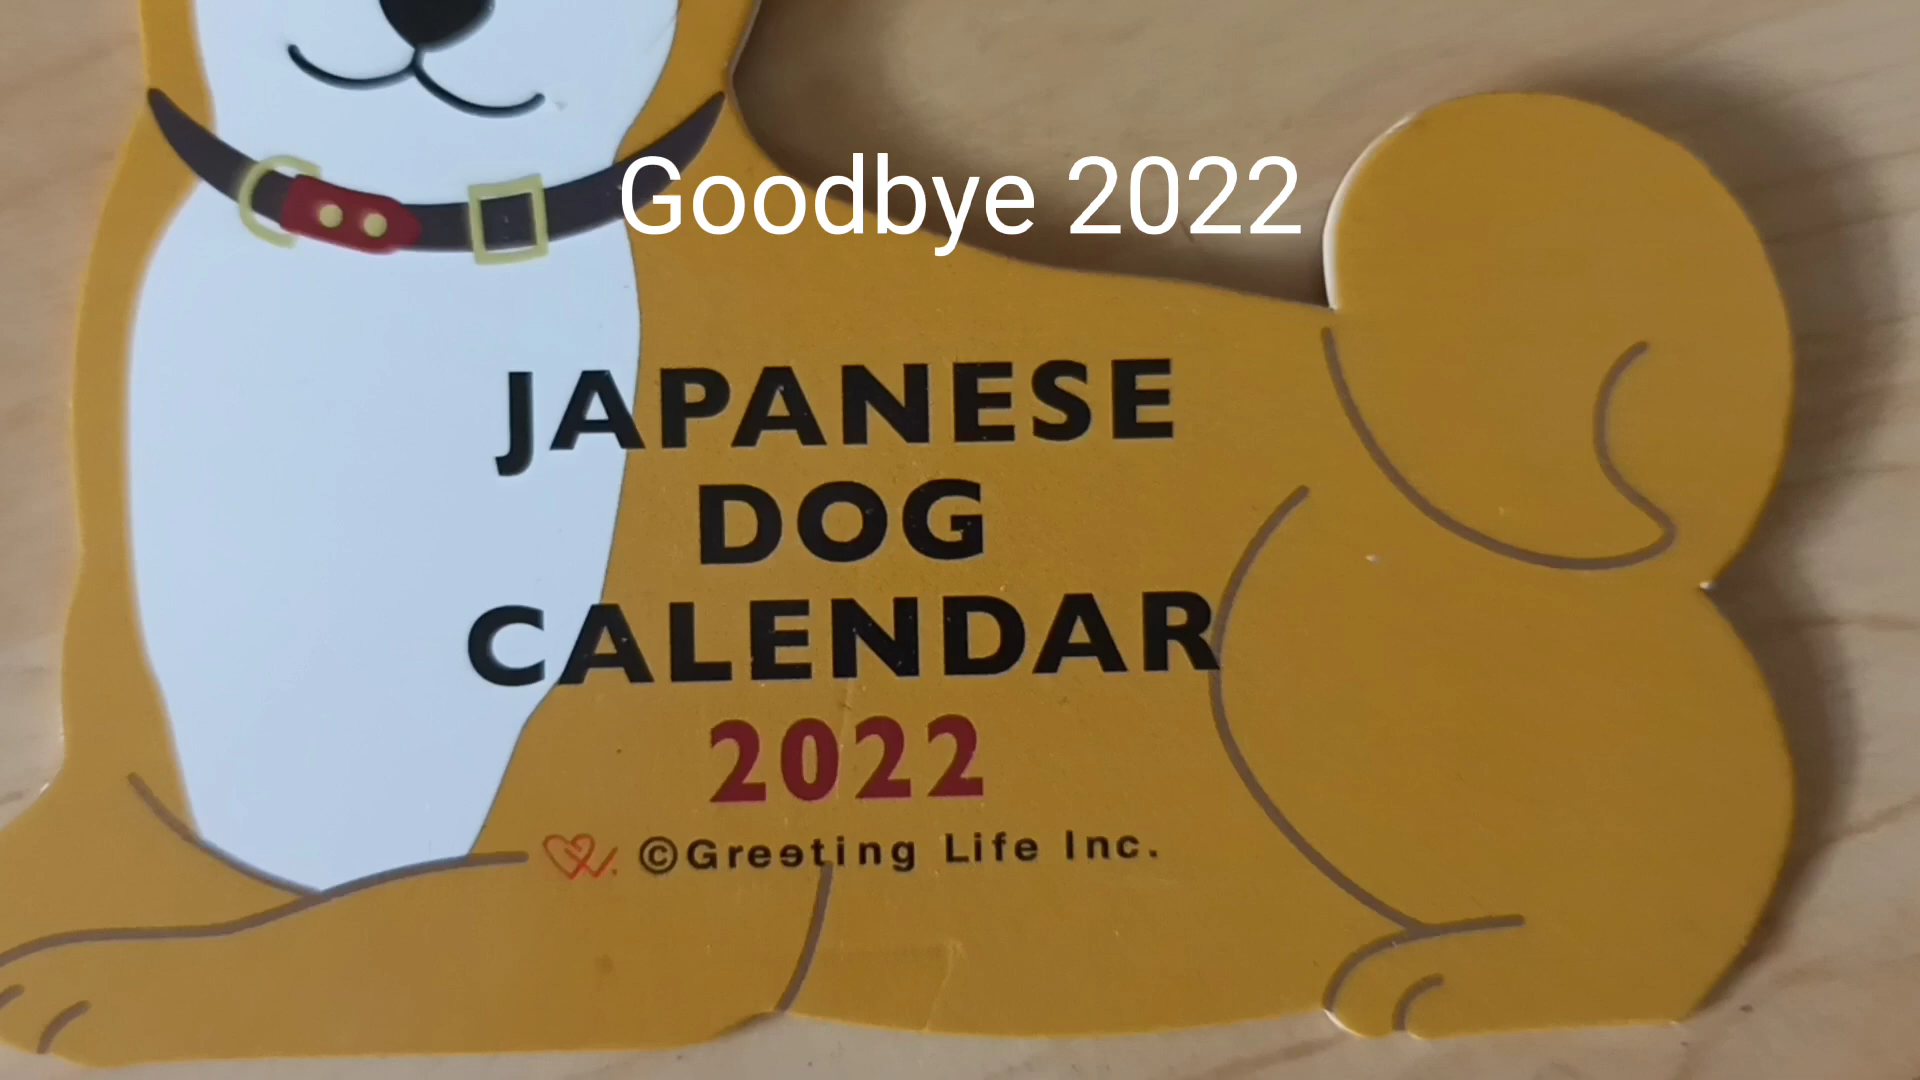 Goodbye 2022
JAPANESE
DOG
CALENDAR
2022
©Greeting Life Inc.